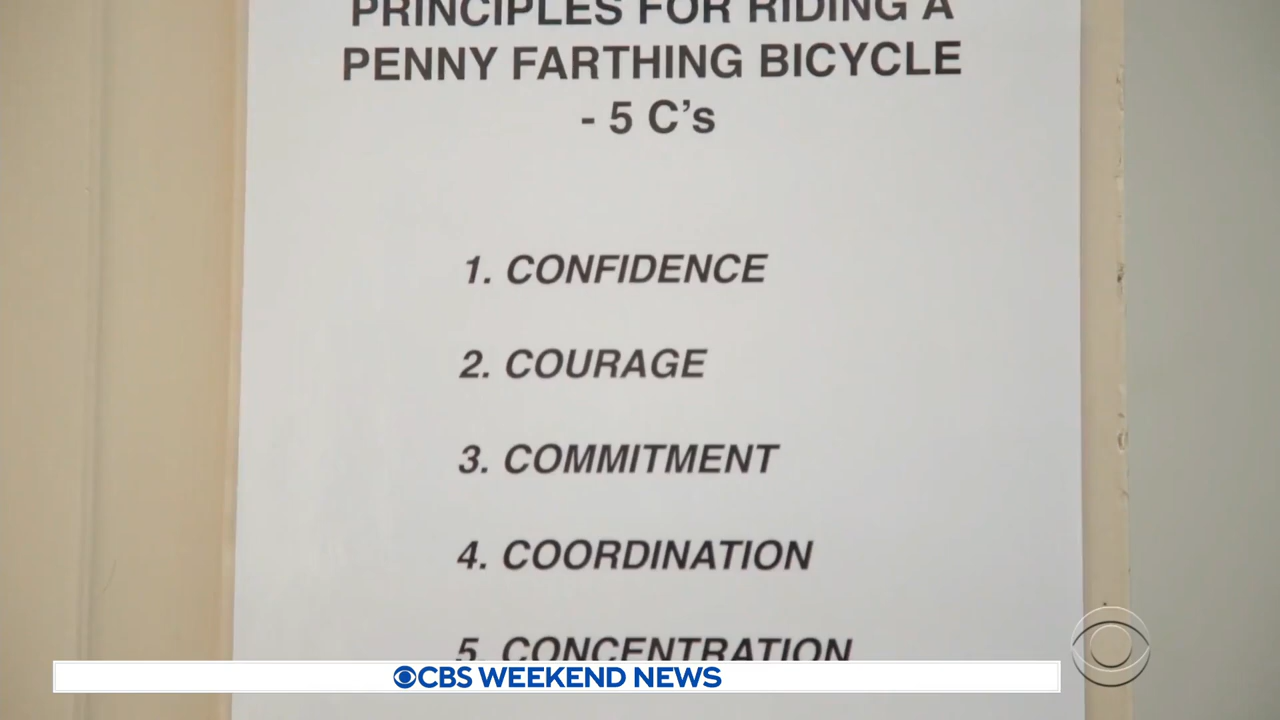 PRINCIPLES FOR RIDING A
PENNY FARTHING BICYCLE
- 5 C's
1. CONFIDENCE
2. COURAGE
3. COMMITMENT
4. COORDINATION
5. CONCENTRATION
CBS WEEKEND NEWS